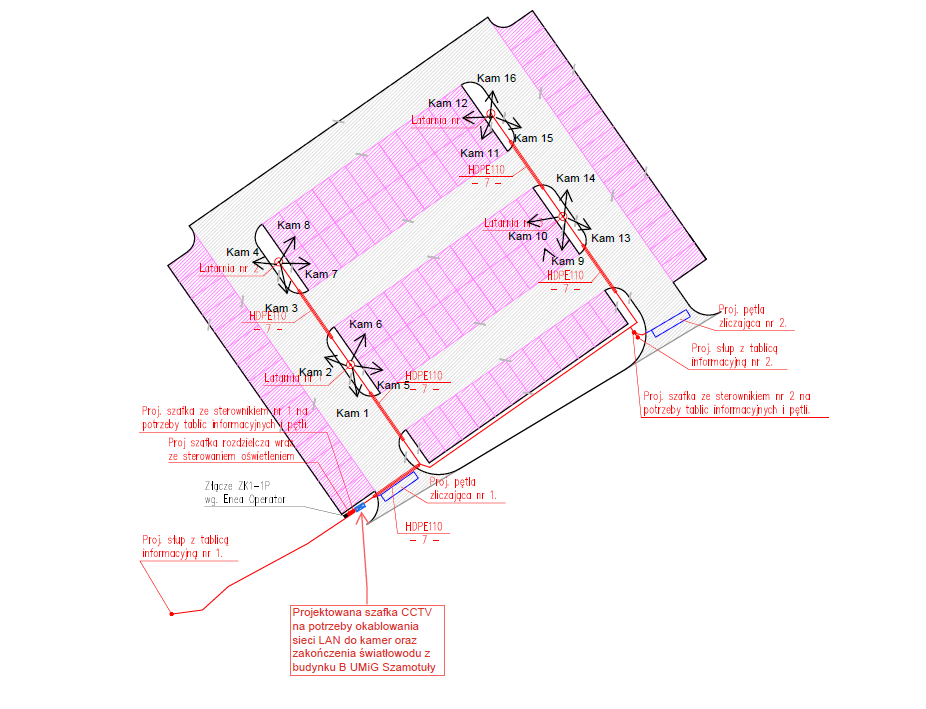 Kam 16
Kam 12
Latarnia nr
Kam 15
Kam 11
HDPE110
– 7 –
Kam 14
Latarnia nr
Kam 10
Kam 13
Kam 9
HDPE110
– 7 –
Kam 8
Kam 4
Latarnia nr 2
Kam 7
Kam 3
HDPE110
– 7 –
Kam 6
Kam 2
Latarnia nr 1
HDPE110
Kam 5
– 7 –
Kam 1
Proj. pętla
zliczająca nr 2.
Proj. słup z tablicą
informacyjną nr 2.
Proj. szafka ze sterownikiem nr 2 na
potrzeby tablic informacyjnych i pętli.
Proj. szafka ze sterownikiem nr 1 na
potrzeby tablic informacyjnych i pętli.
Proj szafka rozdzielcza wraz
ze sterowaniem oświetleniem
Złącze ZK1-1P
wg. Enea Operator
Proj. pętla
zliczająca nr 1.
HDPE110
– 7 –
Proj. słup z tablicą
informacyjną nr 1.
Projektowana szafka CCTV
na potrzeby okablowania
sieci LAN do kamer oraz
zakończenia światłowodu z
budynku B UMiG Szamotuły